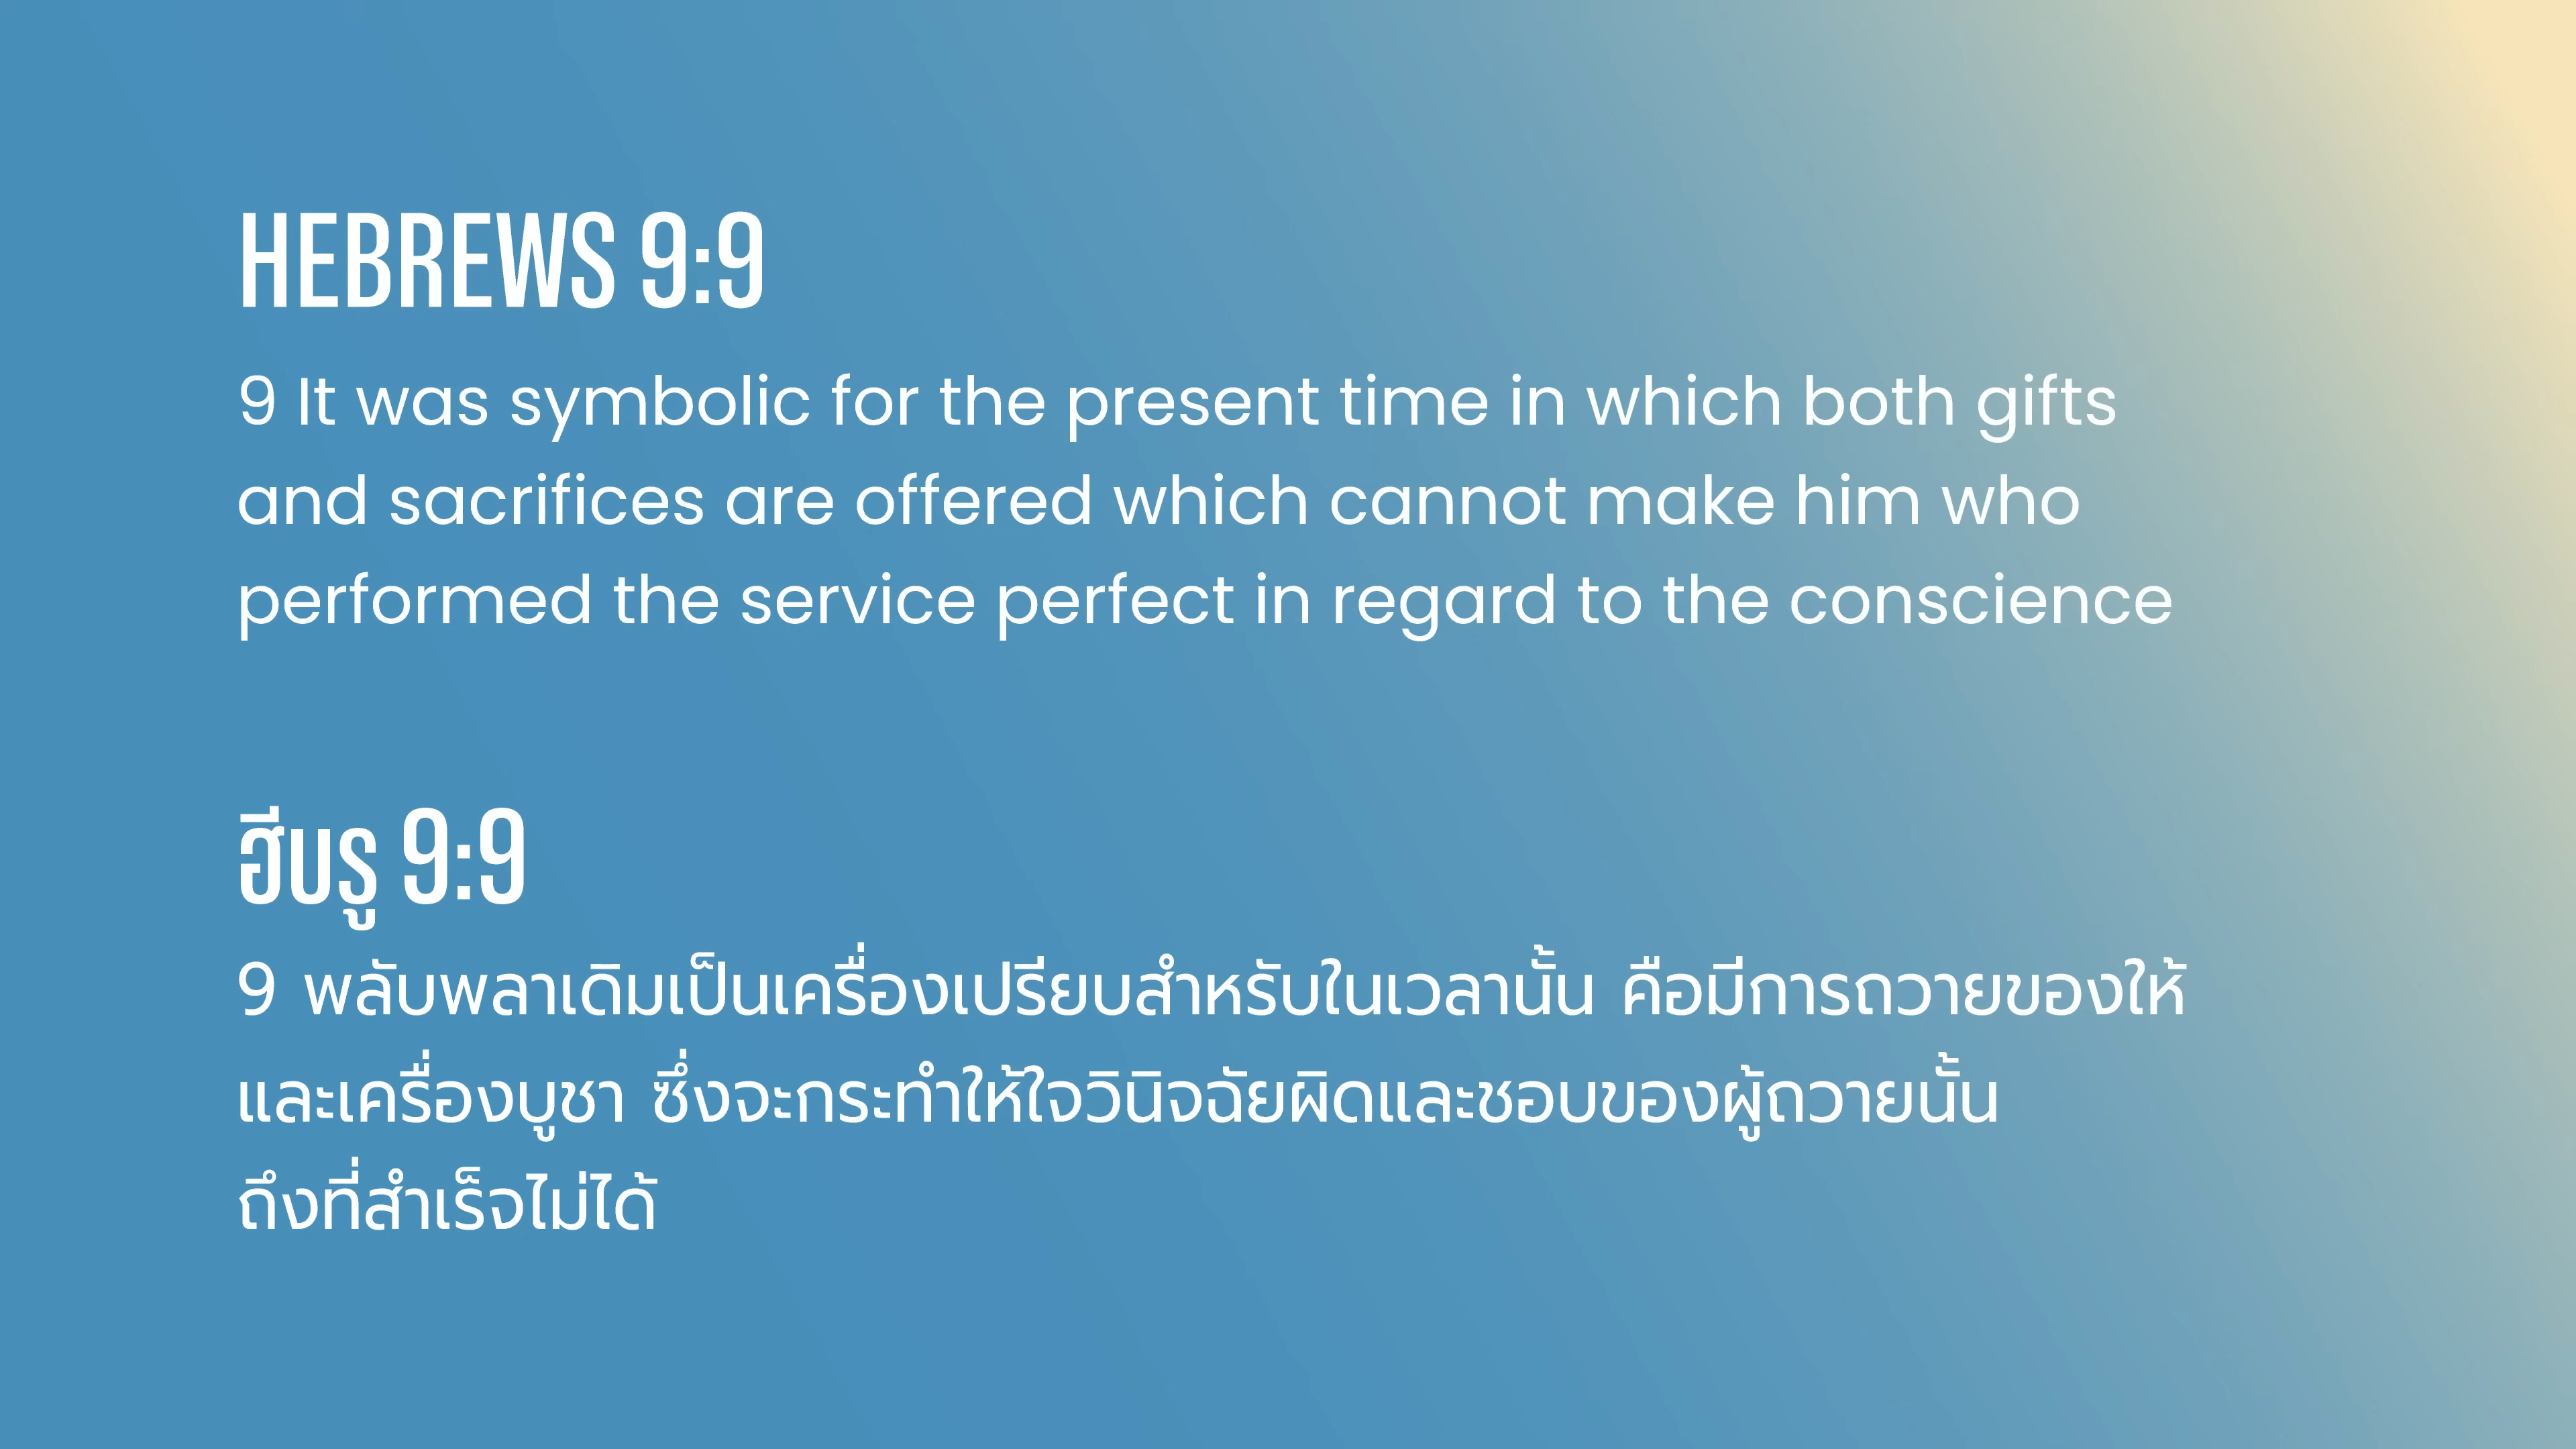 HEBREWS 9:9
9 It was symbolic for the present time in which both gifts
and sacrifices are offered which cannot make him who
performed the service perfect in regard to the conscience
ฮีบรู 9:9
9 พลับพลาเดิมเป็นเครื่องเปรียบสำหรับในเวลานั้น คือมีการถวายของให้
และเครื่องบูชา ซึ่งจะกระทำให้ใจวินิจฉัยผิดและชอบของผู้ถวายนั้น
ถึงที่สำเร็จไม่ได้